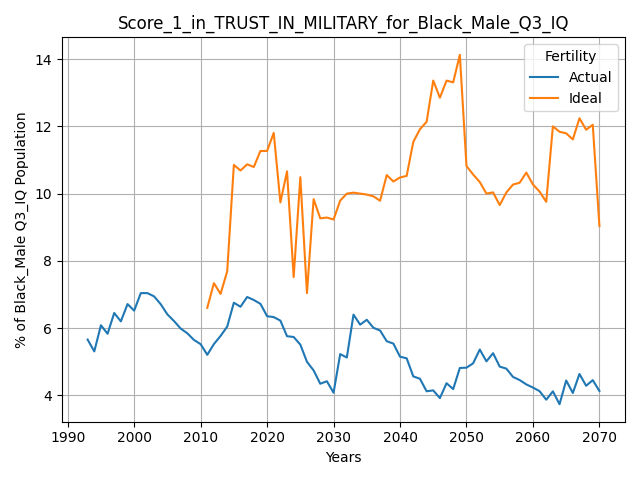 Score_1_in_TRUST_IN_MILITARY_for_Black_Male_Q3_IQ
Fertility
Actual
Ideal
% of Black_Male Q3_IQ Population
14
12
10
8
6
4
1990 2000 2010 2020 2030 2040 2050 2060 2070
Years